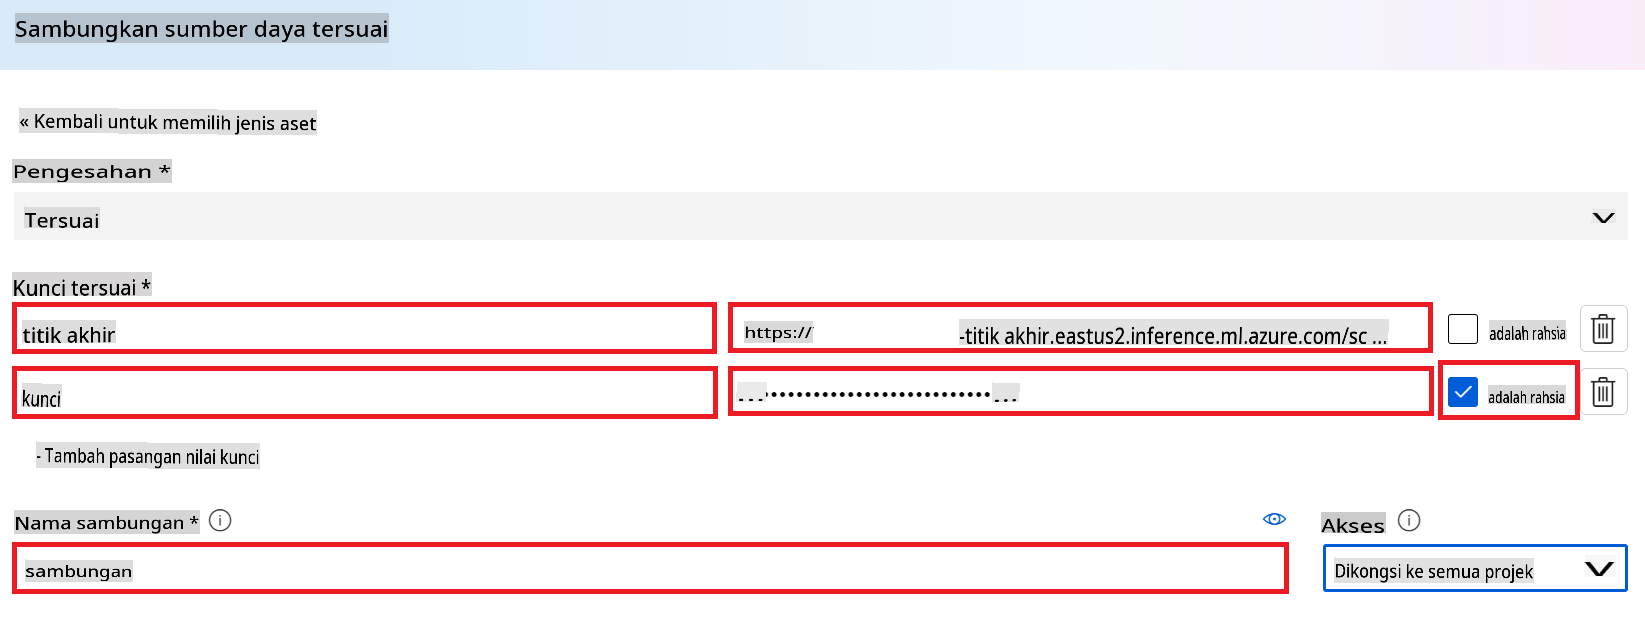 Sambungkan sumber daya tersuai
« Kembali untuk memilih jenis aset
Pengesahan *
Tersuai
Kunci tersuai *
titik akhir https:// -titik akhir.eastus2.inference.ml.azure.com/sc ... adalah rahsia
kunci ...••••••••••••••••••••••••••... adalah rahsia
- Tambah pasangan nilai kunci
Nama sambungan * Akses
sambungan Dikongsi ke semua projek